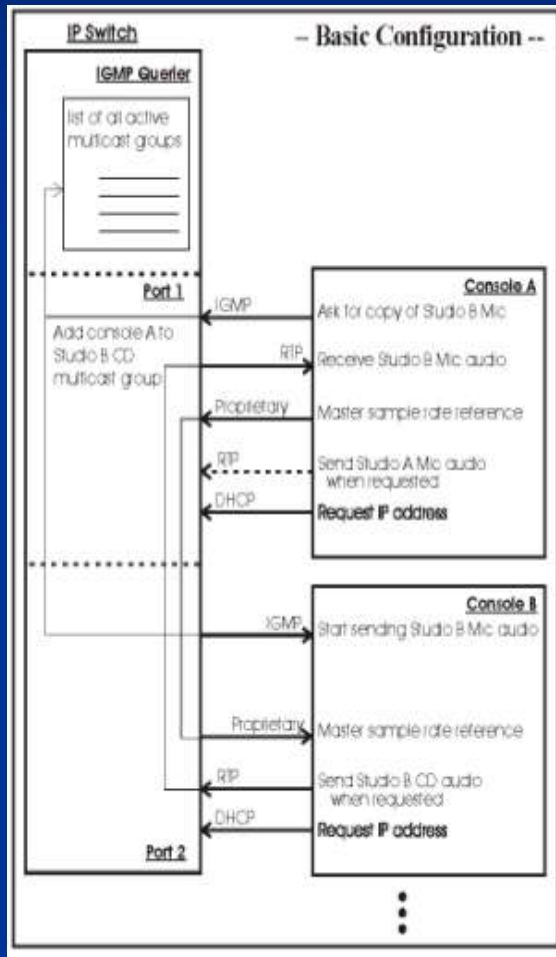 IP Switch
– Basic Configuration --
IGMP Querier
list of all active
multicast groups
Port 1
Add console A to
Studio B CD
multicast group
Console A
IGMP
Ask for copy of Studio B Mic
RTP
Receive Studio B Mic audio
Proprietary
Master sample rate reference
RTP
Send Studio A Mic audio
when requested
DHCP
Request IP address
Console B
IGMP
Start sending Studio B Mic audio
Proprietary
Master sample rate reference
RTP
Send Studio B CD audio
when requested
DHCP
Request IP address
Port 2